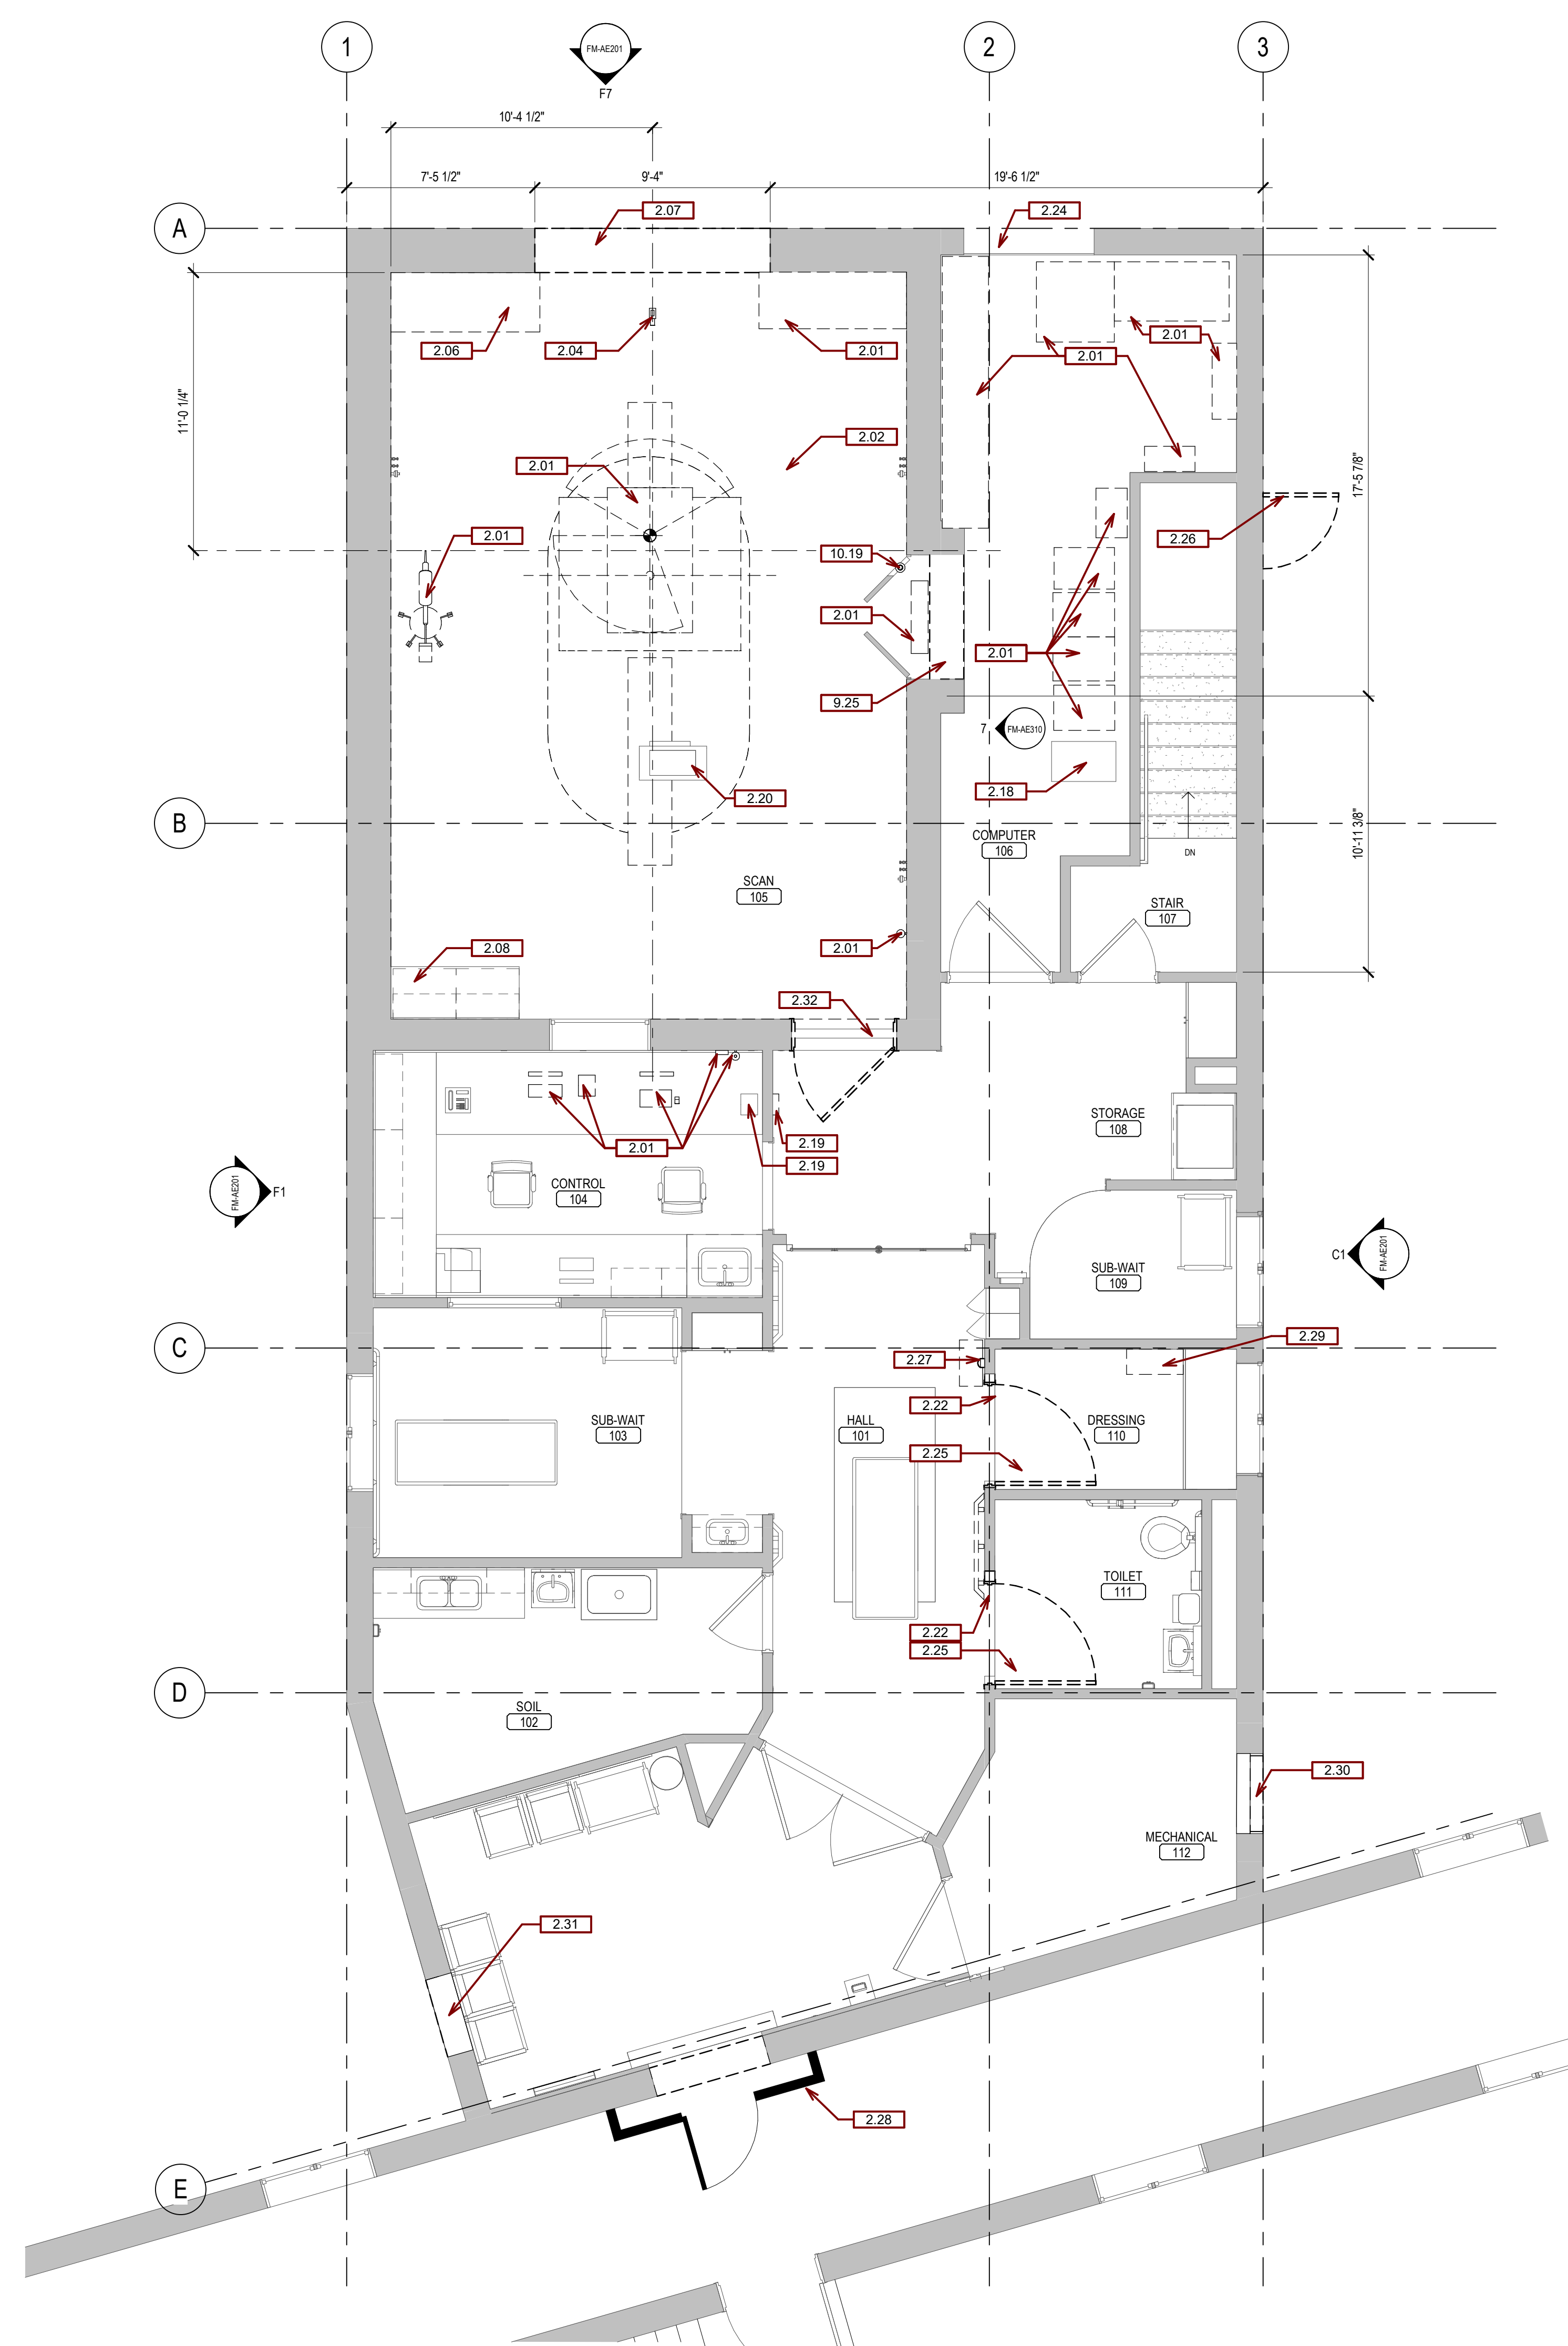 1
2
3
FM-AE201
F7
10'-4 1/2"
7'-5 1/2"
9'-4"
19'-6 1/2"
A
2.07
2.24
2.06
2.04
2.01
2.01
2.01
11'-0 1/4"
2.02
2.01
17'-5 7/8"
2.01
10.19
2.26
2.01
2.01
9.25
7
FM-AE310
2.20
2.18
B
COMPUTER
106
10'-11 3/8"
DN
SCAN
105
STAIR
107
2.08
2.01
2.32
STORAGE
108
2.01
2.19
2.19
CONTROL
104
FM-AE201
F1
C1
FM-AE201
SUB-WAIT
109
C
2.29
2.27
2.22
SUB-WAIT
103
HALL
101
DRESSING
110
2.25
TOILET
111
2.22
2.25
D
SOIL
102
2.30
MECHANICAL
112
2.31
2.28
E